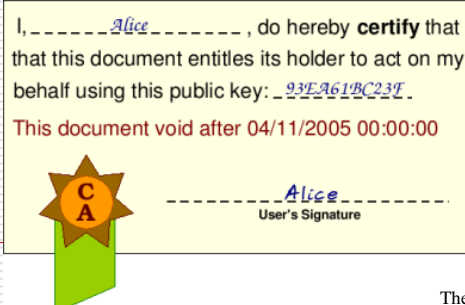 I, Alice, do hereby certify that
that this document entitles its holder to act on my
behalf using this public key: 93EA61BC23F
This document void after 04/11/2005 00:00:00
C
A
Alice
User's Signature
The